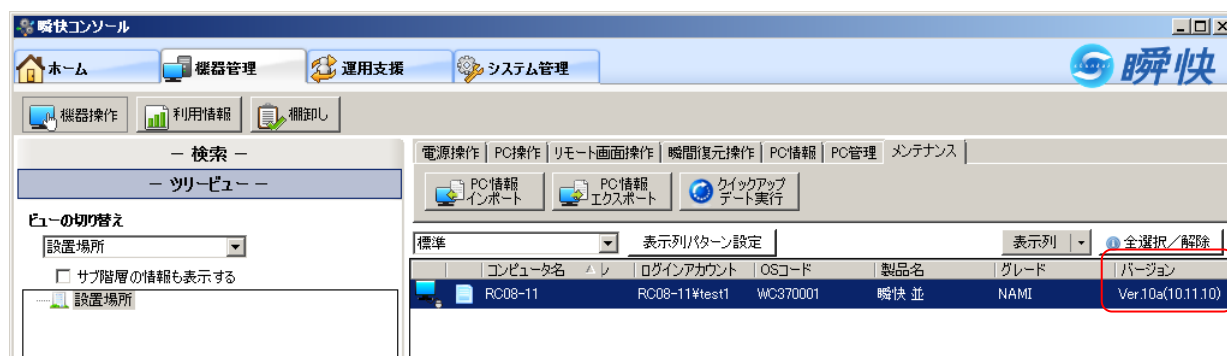 瞬快コンソール
ホーム 機器管理 運用支援 システム管理 瞬快
機器操作 利用情報 棚卸し
― 検索 ―
― ツリービュー ―
ビューの切り替え
設置場所
サブ階層の情報も表示する
設置場所
電源操作 PC操作 リモート画面操作 瞬間復元操作 PC情報 PC管理 メンテナンス
PC情報
インポート
PC情報
エクスポート
クイックアップ
デート実行
標準 表示列パターン設定 表示列 全選択／解除
コンピュータ名 レ ログインアカウント OSコード 製品名 グレード バージョン
RC08-11 RC08-11¥test1 WC370001 瞬快 並 NAMI Ver.10a(10.11.10)